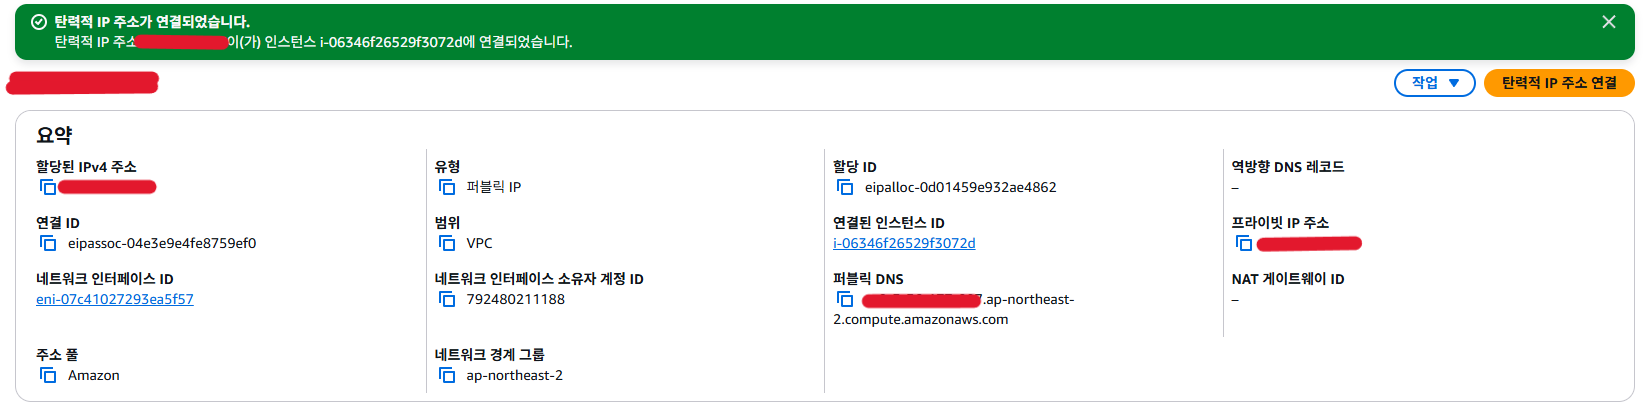 탄력적 IP 주소가 연결되었습니다.
탄력적 IP 주소 이(가) 인스턴스 i-06346f26529f3072d에 연결되었습니다.
작업
탄력적 IP 주소 연결
요약
할당된 IPv4 주소
유형
퍼블릭 IP
할당 ID
eipalloc-0d01459e932ae4862
역방향 DNS 레코드
–
연결 ID
eipassoc-04e3e9e4fe8759ef0
범위
VPC
연결된 인스턴스 ID
i-06346f26529f3072d
프라이빗 IP 주소
네트워크 인터페이스 ID
eni-07c41027293ea5f57
네트워크 인터페이스 소유자 계정 ID
792480211188
퍼블릭 DNS
.ap-northeast-
2.compute.amazonaws.com
NAT 게이트웨이 ID
–
주소 풀
Amazon
네트워크 경계 그룹
ap-northeast-2